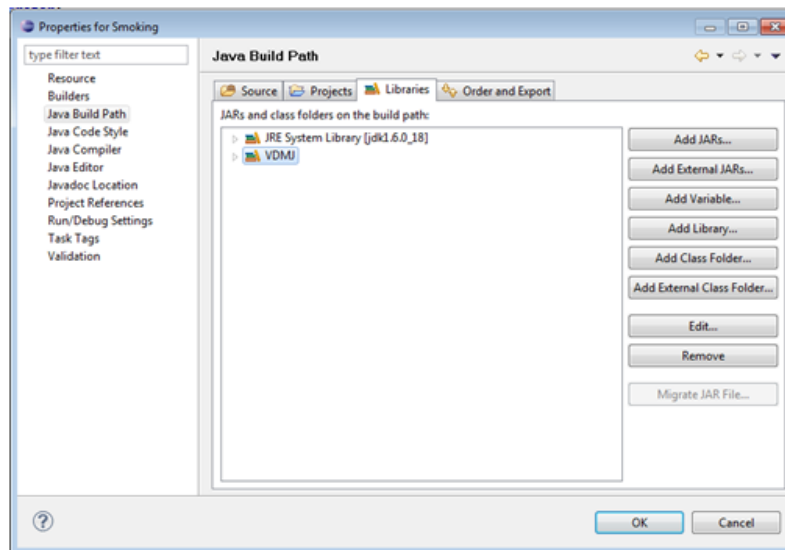 Properties for Smoking
type filter text
Resource
Builders
Java Build Path
Java Code Style
Java Compiler
Java Editor
Javadoc Location
Project References
Run/Debug Settings
Task Tags
Validation
Java Build Path
Source
Projects
Libraries
Order and Export
JARs and class folders on the build path:
JRE System Library [jdk1.6.0_18]
VDMJ
Add JARs...
Add External JARs...
Add Variable...
Add Library...
Add Class Folder...
Add External Class Folder...
Edit...
Remove
Migrate JAR File...
OK
Cancel